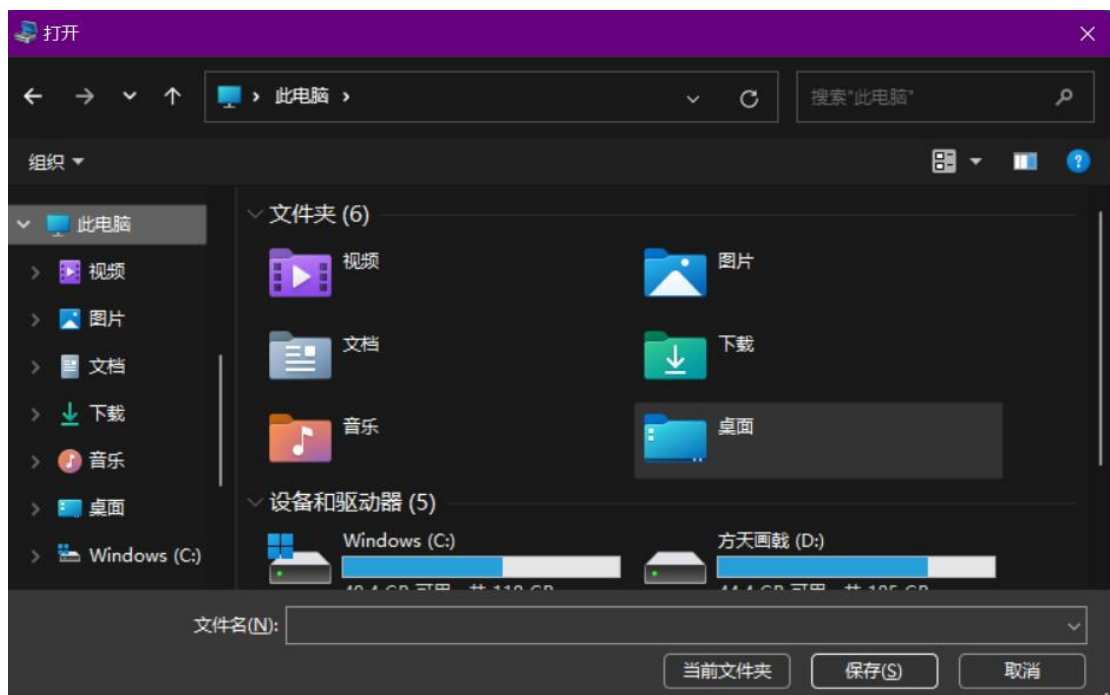 打开
此电脑
搜索"此电脑"
组织
此电脑
视频
图片
文档
下载
音乐
桌面
Windows (C:)
文件夹 (6)
视频
图片
文档
下载
音乐
桌面
设备和驱动器 (5)
Windows (C:)
方天画戟 (D:)
文件名(N):
当前文件夹
保存(S)
取消